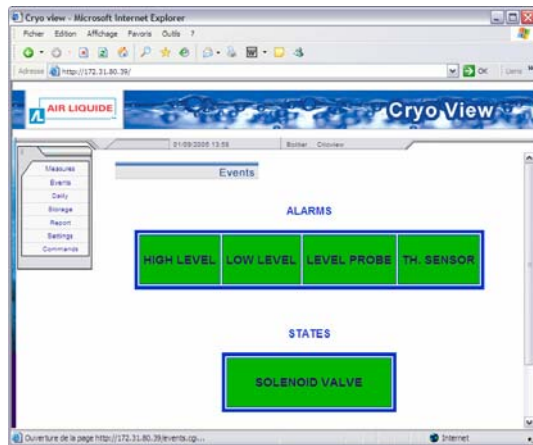 Cryo view - Microsoft Internet Explorer
Fichier Edition Affichage Favoris Outils ?
Adresse http://172.31.80.39/ OK Liens »
AIR LIQUIDE
Cryo View
01/09/2006 13:58
Measures
Events
Daily
Storage
Report
Settings
Commands
Events
ALARMS
HIGH LEVEL LOW LEVEL LEVEL PROBE TH. SENSOR
STATES
SOLENOID VALVE
Ouverture de la page http://172.31.80.39/events.cgi... Internet